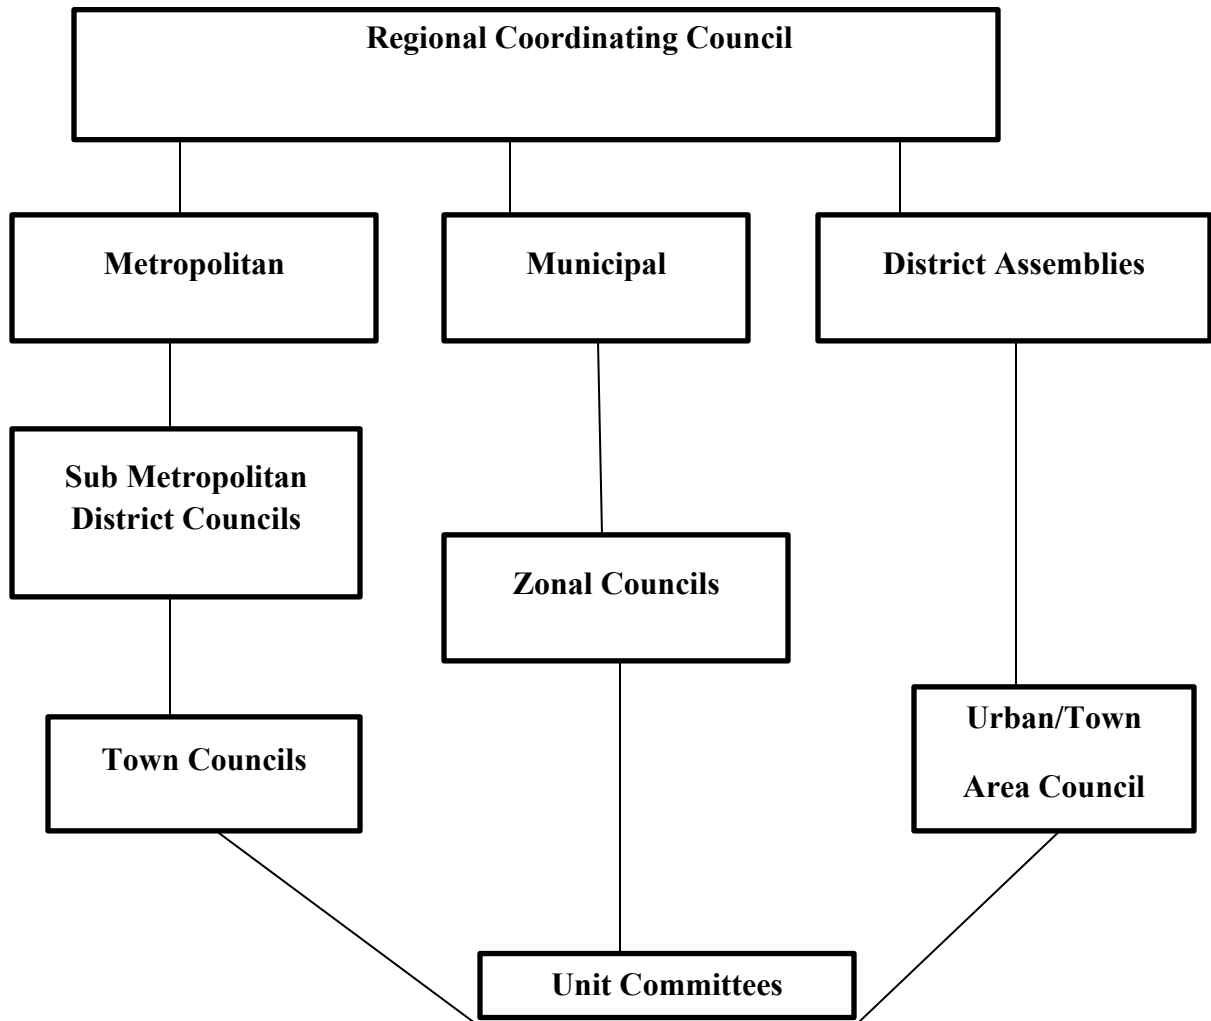 Regional Coordinating Council
Metropolitan
Municipal
District Assemblies
Sub Metropolitan
District Councils
Zonal Councils
Town Councils
Urban/Town
Area Council
Unit Committees